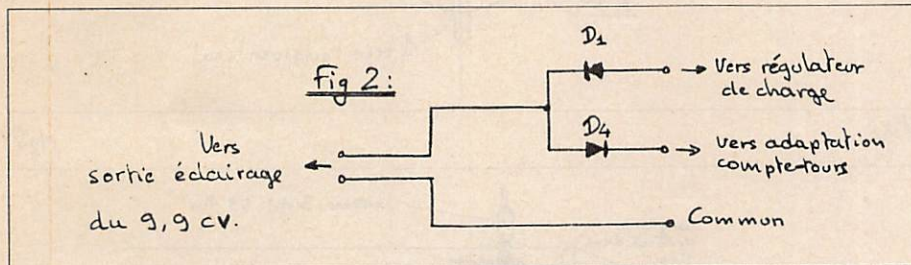 Fig 2:
D1
→ Vers régulateur
de charge
Vers
sortie éclairage
du 9,9 cv.
D4
→ vers adaptation
compte-tours
Commun